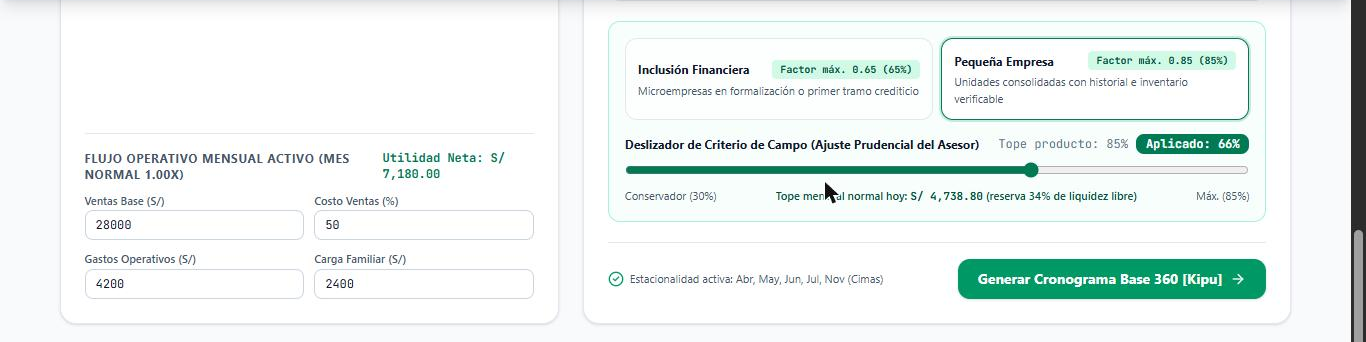 FLUJO OPERATIVO MENSUAL ACTIVO (MES
NORMAL 1.00X)
Utilidad Neta: S/
7,180.00
Ventas Base (S/)
Costo Ventas (%)
28000
50
Gastos Operativos (S/)
Carga Familiar (S/)
4200
2400
Inclusión Financiera
Factor máx. 0.65 (65%)
Microempresas en formalización o primer tramo crediticio
Pequeña Empresa
Factor máx. 0.85 (85%)
Unidades consolidadas con historial e inventario
verificable
Deslizador de Criterio de Campo (Ajuste Prudencial del Asesor)
Tope producto: 85%
Aplicado: 66%
Conservador (30%)
Tope mensual normal hoy: S/ 4,738.80 (reserva 34% de liquidez libre)
Máx. (85%)
Estacionalidad activa: Abr, May, Jun, Jul, Nov (Cimas)
Generar Cronograma Base 360 [Kipu] →